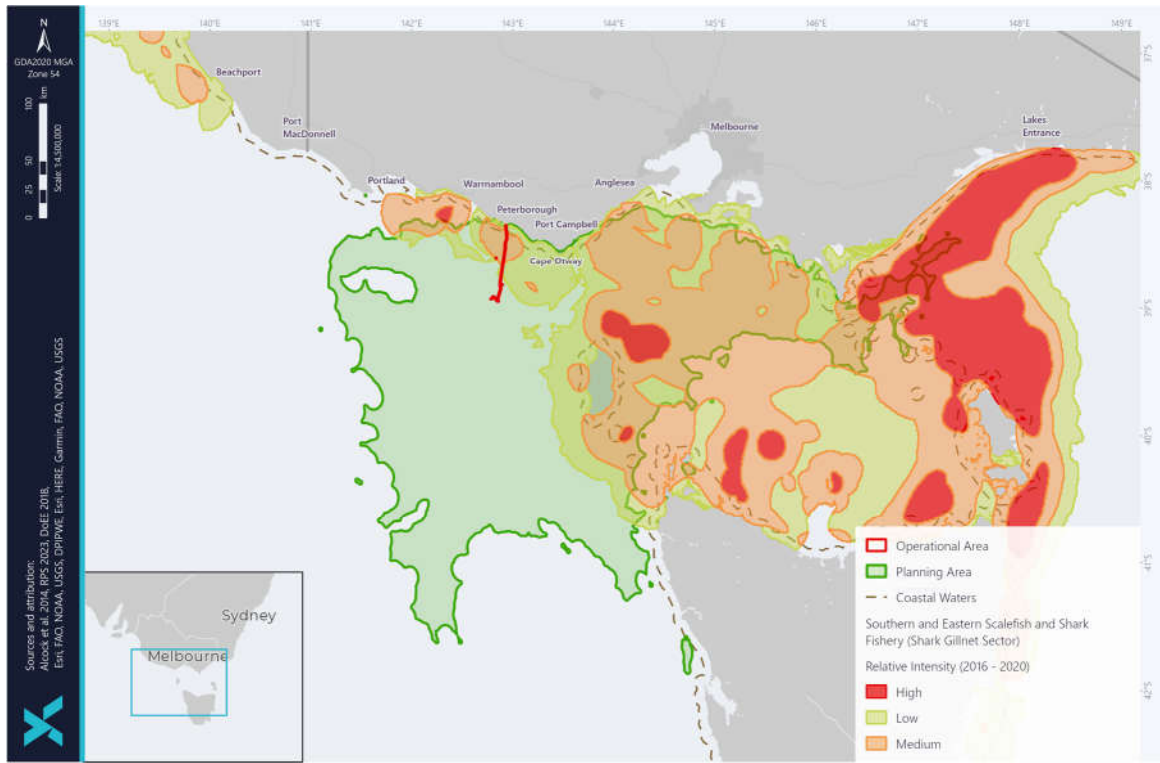 N
GDA2020 MGA
Zone 54
km
100
50
25
0
Scale: 1:4,500,000
Sources and attribution:
Alcock et al. 2014, RPS 2023, DoEE 2018,
Esri, FAO, NOAA, USGS, DPIPWE, Esri, HERE, Garmin, FAO, NOAA, USGS
139°E
140°E
141°E
142°E
143°E
144°E
145°E
146°E
147°E
148°E
149°E
37°S
38°S
39°S
40°S
41°S
42°S
Beachport
Port
MacDonnell
Portland
Warrnambool
Peterborough
Port Campbell
Cape Otway
Anglesea
Melbourne
Lakes
Entrance
Sydney
Melbourne
Operational Area
Planning Area
Coastal Waters
Southern and Eastern Scalefish and Shark
Fishery (Shark Gillnet Sector)
Relative Intensity (2016 - 2020)
High
Low
Medium